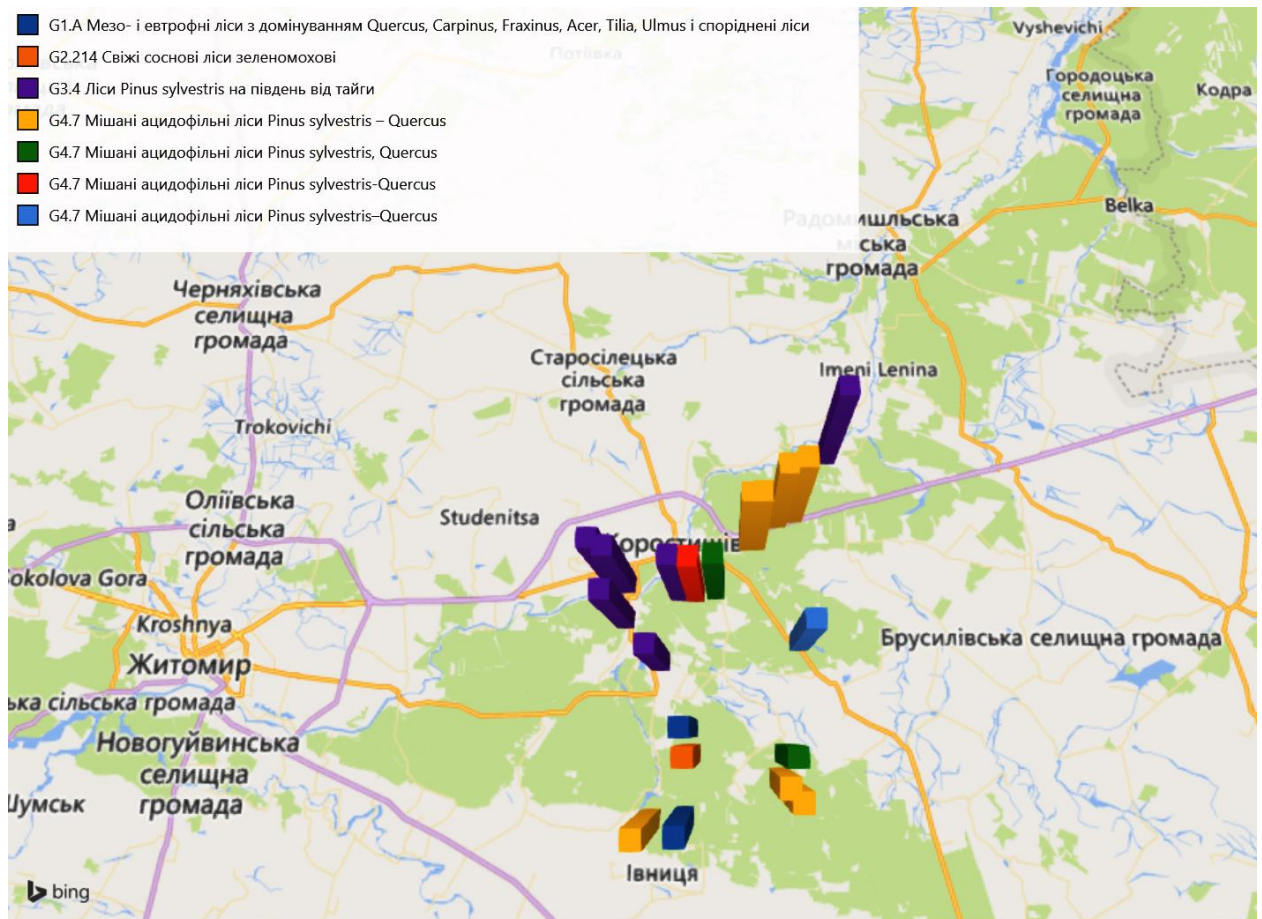 G1.A Мезо- і евтрофні ліси з домінуванням Quercus, Carpinus, Fraxinus, Acer, Tilia, Ulmus і споріднені ліси
G2.214 Свіжі соснові ліси зеленомохові
G3.4 Ліси Pinus sylvestris на південь від тайги
G4.7 Мішані ацидофільні ліси Pinus sylvestris – Quercus
G4.7 Мішані ацидофільні ліси Pinus sylvestris, Quercus
G4.7 Мішані ацидофільні ліси Pinus sylvestris-Quercus
G4.7 Мішані ацидофільні ліси Pinus sylvestris–Quercus
Потіївка
Vyshevichi
Городоцька
селищна
громада
Кодра
Belka
Радомишльська
міська
громада
Черняхівська
селищна
громада
Старосілецька
сільська
громада
Imeni Lenina
Trokovichi
Оліївська
сільська
громада
Studenitsa
Коростишів
Sokolova Gora
Kroshnya
Житомир
Брусилівська селищна громада
сільська громада
Новогуйвинська
селищна
громада
Шумськ
Івниця
bing